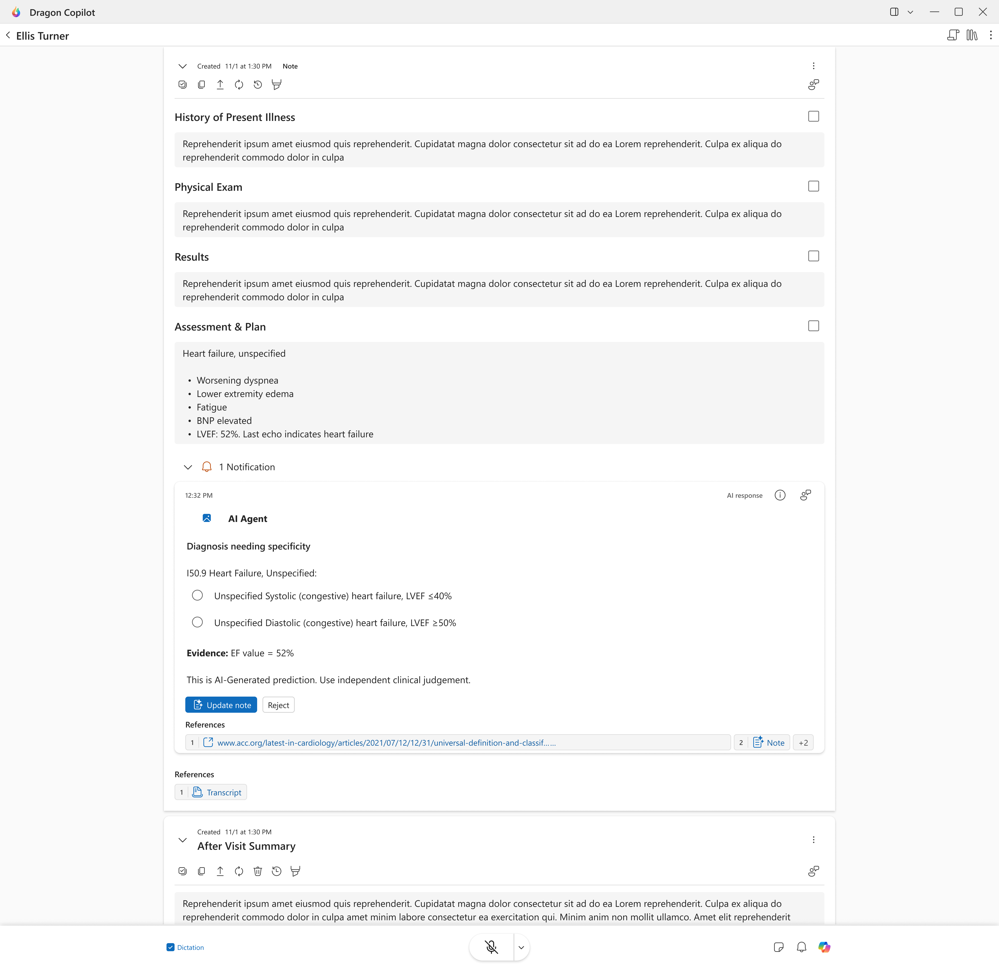 Dragon Copilot
Ellis Turner
Created 11/1 at 1:30 PM Note
History of Present Illness
Reprehenderit ipsum amet eiusmod quis reprehenderit. Cupidatat magna dolor consectetur sit ad do ea Lorem reprehenderit. Culpa ex aliqua do
reprehenderit commodo dolor in culpa
Physical Exam
Reprehenderit ipsum amet eiusmod quis reprehenderit. Cupidatat magna dolor consectetur sit ad do ea Lorem reprehenderit. Culpa ex aliqua do
reprehenderit commodo dolor in culpa
Results
Reprehenderit ipsum amet eiusmod quis reprehenderit. Cupidatat magna dolor consectetur sit ad do ea Lorem reprehenderit. Culpa ex aliqua do
reprehenderit commodo dolor in culpa
Assessment & Plan
Heart failure, unspecified
• Worsening dyspnea
• Lower extremity edema
• Fatigue
• BNP elevated
• LVEF: 52%. Last echo indicates heart failure
1 Notification
12:32 PM AI response
AI Agent
Diagnosis needing specificity
I50.9 Heart Failure, Unspecified:
Unspecified Systolic (congestive) heart failure, LVEF ≤40%
Unspecified Diastolic (congestive) heart failure, LVEF ≥50%
Evidence: EF value = 52%
This is AI-Generated prediction. Use independent clinical judgement.
Update note Reject
References
1 www.acc.org/latest-in-cardiology/articles/2021/07/12/12/31/universal-definition-and-classif...... 2 Note +2
References
1 Transcript
Created 11/1 at 1:30 PM
After Visit Summary
Reprehenderit ipsum amet eiusmod quis reprehenderit. Cupidatat magna dolor consectetur sit ad do ea Lorem reprehenderit. Culpa ex aliqua do
reprehenderit commodo dolor in culpa amet minim labore consectetur ea exercitation qui. Minim anim non mollit ullamco. Amet elit reprehenderit
Dictation